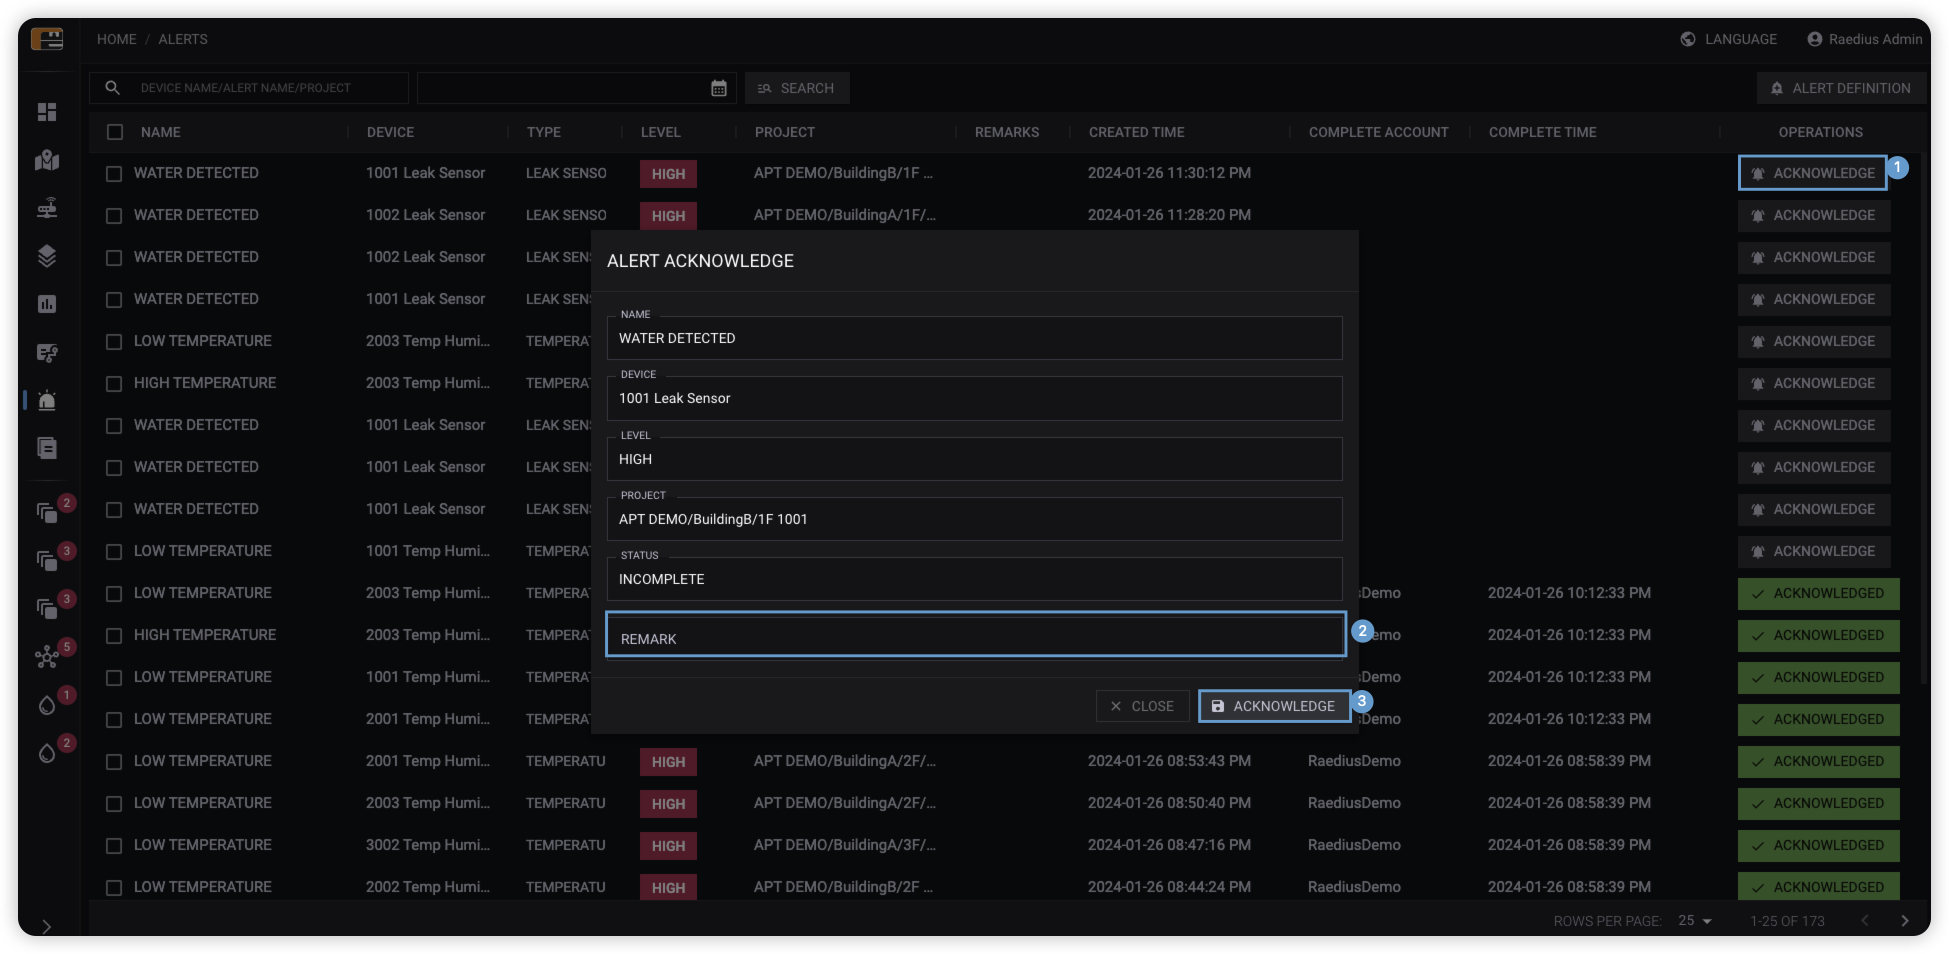 HOME / ALERTS
LANGUAGE
Raedius Admin
DEVICE NAME/ALERT NAME/PROJECT
SEARCH
ALERT DEFINITION
NAME DEVICE TYPE LEVEL PROJECT REMARKS CREATED TIME COMPLETE ACCOUNT COMPLETE TIME OPERATIONS
WATER DETECTED 1001 Leak Sensor LEAK SENSO HIGH APT DEMO/BuildingB/1F ... 2024-01-26 11:30:12 PM ACKNOWLEDGE 1
WATER DETECTED 1002 Leak Sensor LEAK SENSO HIGH APT DEMO/BuildingA/1F/... 2024-01-26 11:28:20 PM ACKNOWLEDGE
WATER DETECTED 1002 Leak Sensor LEAK SEN ACKNOWLEDGE
WATER DETECTED 1001 Leak Sensor LEAK SEN ACKNOWLEDGE
LOW TEMPERATURE 2003 Temp Humi... TEMPERA ACKNOWLEDGE
HIGH TEMPERATURE 2003 Temp Humi... TEMPERA ACKNOWLEDGE
WATER DETECTED 1001 Leak Sensor LEAK SEN ACKNOWLEDGE
WATER DETECTED 1001 Leak Sensor LEAK SEN ACKNOWLEDGE
WATER DETECTED 1001 Leak Sensor LEAK SEN ACKNOWLEDGE
LOW TEMPERATURE 1001 Temp Humi... TEMPERA ACKNOWLEDGE
LOW TEMPERATURE 2003 Temp Humi... TEMPERA sDemo 2024-01-26 10:12:33 PM ACKNOWLEDGED
HIGH TEMPERATURE 2003 Temp Humi... TEMPERA emo 2024-01-26 10:12:33 PM ACKNOWLEDGED
LOW TEMPERATURE 1001 Temp Humi... TEMPERA sDemo 2024-01-26 10:12:33 PM ACKNOWLEDGED
LOW TEMPERATURE 2001 Temp Humi... TEMPERA sDemo 2024-01-26 10:12:33 PM ACKNOWLEDGED
LOW TEMPERATURE 2001 Temp Humi... TEMPERATU HIGH APT DEMO/BuildingA/2F/... 2024-01-26 08:53:43 PM RaediusDemo 2024-01-26 08:58:39 PM ACKNOWLEDGED
LOW TEMPERATURE 2003 Temp Humi... TEMPERATU HIGH APT DEMO/BuildingA/2F/... 2024-01-26 08:50:40 PM RaediusDemo 2024-01-26 08:58:39 PM ACKNOWLEDGED
LOW TEMPERATURE 3002 Temp Humi... TEMPERATU HIGH APT DEMO/BuildingA/3F/... 2024-01-26 08:47:16 PM RaediusDemo 2024-01-26 08:58:39 PM ACKNOWLEDGED
LOW TEMPERATURE 2002 Temp Humi... TEMPERATU HIGH APT DEMO/BuildingB/2F ... 2024-01-26 08:44:24 PM RaediusDemo 2024-01-26 08:58:39 PM ACKNOWLEDGED
ALERT ACKNOWLEDGE
NAME
WATER DETECTED
DEVICE
1001 Leak Sensor
LEVEL
HIGH
PROJECT
APT DEMO/BuildingB/1F 1001
STATUS
INCOMPLETE
REMARK 2
CLOSE ACKNOWLEDGE 3
2
3
3
5
1
2
ROWS PER PAGE: 25 1-25 OF 173